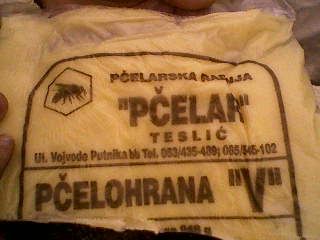 PČELARSKA RADNJA
"PČELAR"
TESLIĆ
Ul. Vojvode Putnika bb Tel. 053/435-489; 065/545-102
PČELOHRANA "V"